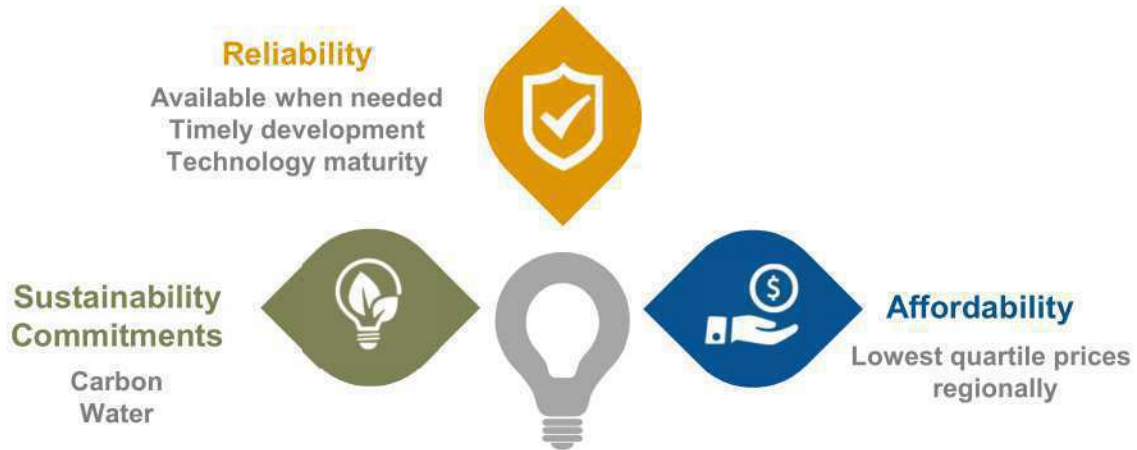 Reliability
Available when needed
Timely development
Technology maturity
Sustainability
Commitments
Carbon
Water
$
Affordability
Lowest quartile prices
regionally